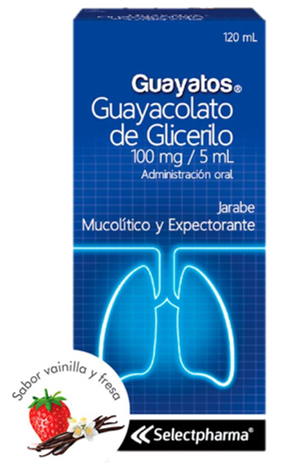 120 mL
Guayatos®
Guayacolato
de Glicerilo
100 mg / 5 mL
Administración oral
Jarabe
Mucolítico y Expectorante
Sabor vainilla y fresa
Selectpharma®